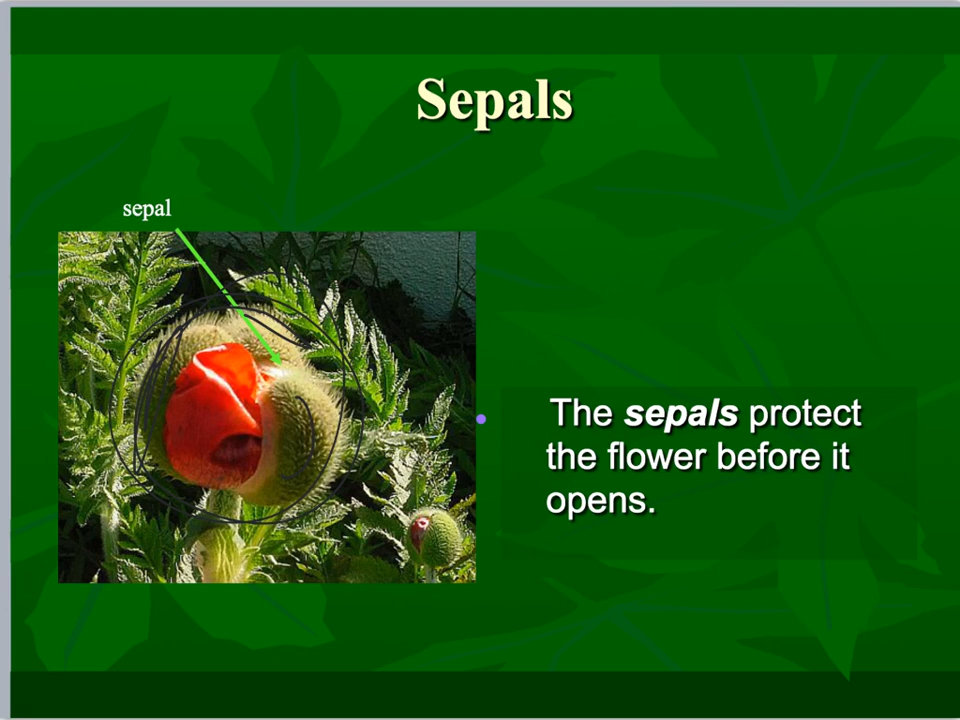 Sepals
sepal
• The sepals protect
the flower before it
opens.